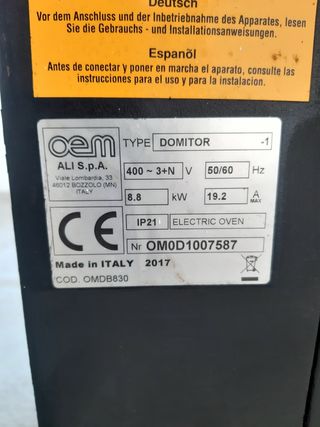 Deutsch
Vor dem Anschluss und der Inbetriebnahme des Apparates, lesen
Sie die Gebrauchs - und Installationsanweisungen.
Espanõl
Antes de conectar y poner en marcha el aparato, consulte las
instrucciones para el uso y para la instalacion.
oem
ALI S.p.A.
Viale Lombardia, 33
46012 BOZZOLO (MN)
ITALY
TYPE DOMITOR -1
400 ~ 3+N V 50/60 Hz
8.8 kW 19.2 A MAX
CE IP21 ELECTRIC OVEN
Nr OM0D1007587
Made in ITALY 2017
COD. OMDB830